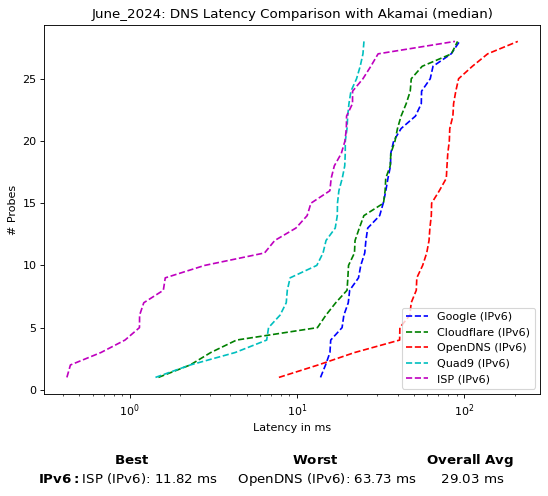 June_2024: DNS Latency Comparison with Akamai (median)
# Probes
25
20
15
10
5
0
Google (IPv6)
Cloudflare (IPv6)
OpenDNS (IPv6)
Quad9 (IPv6)
ISP (IPv6)
10⁰ 10¹ 10²
Latency in ms
Best Worst Overall Avg
IPv6: ISP (IPv6): 11.82 ms OpenDNS (IPv6): 63.73 ms 29.03 ms